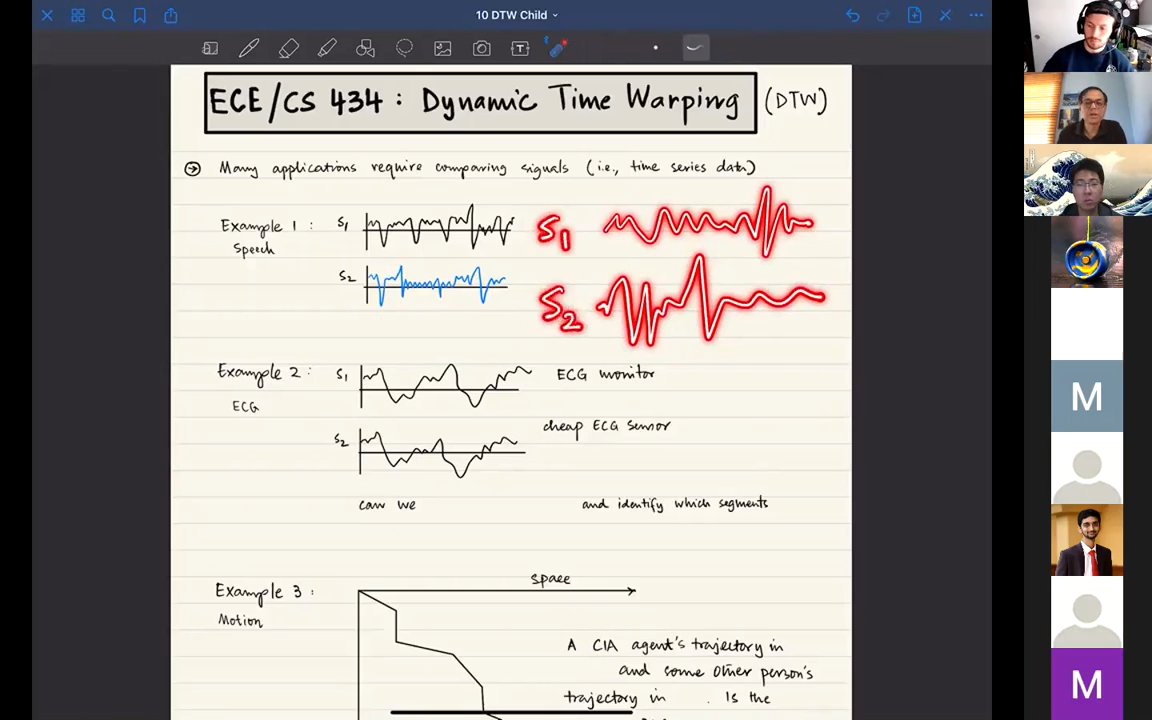 10 DTW Child
ECE/CS 434 : Dynamic Time Warping (DTW)
Many applications require comparing signals (i.e., time series data)
Example 1 : S1
Speech
S2
S1
S2
Example 2 : S1 ECG monitor
ECG
S2 cheap ECG sensor
can we and identify which segments
Example 3 :
Motion
space
A CIA agent's trajectory in
and some other person's
trajectory in . Is the
M
M